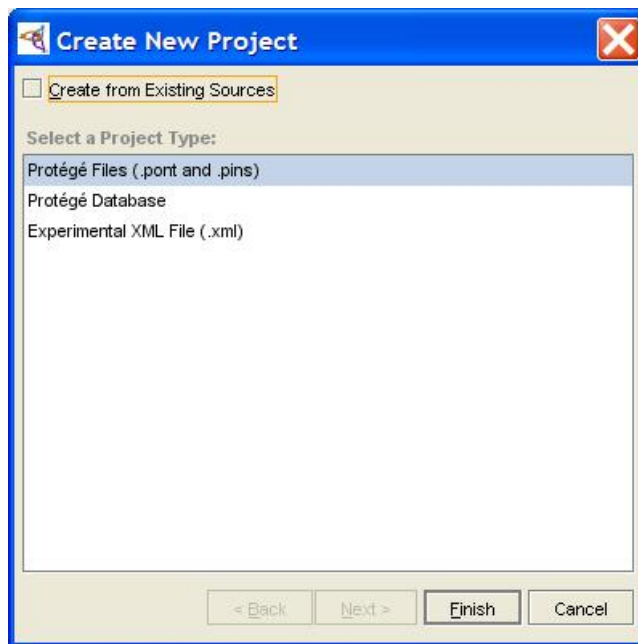 Create New Project
Create from Existing Sources
Select a Project Type:
Protégé Files (.pont and .pins)
Protégé Database
Experimental XML File (.xml)
< Back Next > Finish Cancel